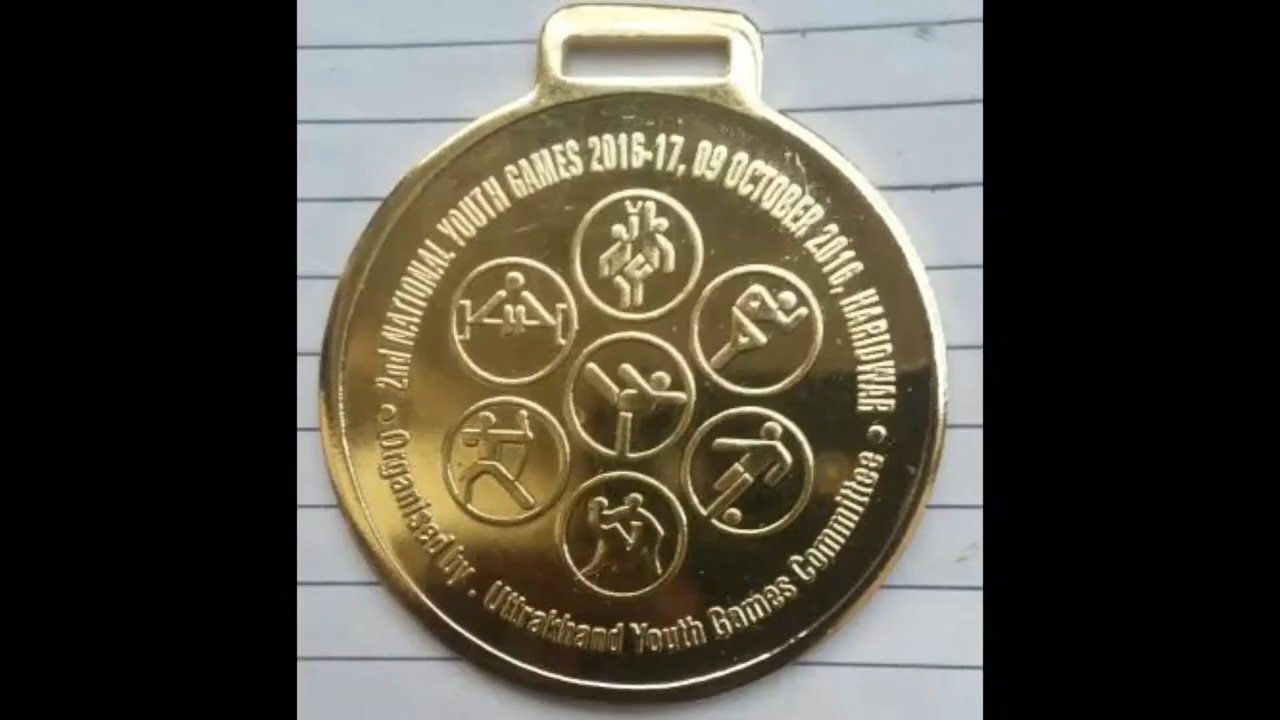 2nd NATIONAL YOUTH GAMES 2016-17, 09 OCTOBER 2016, HARIDWAR
Organised by . Uttrakhand Youth Games Committee